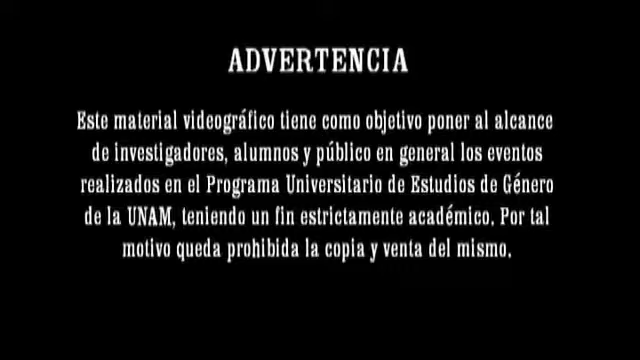 ADVERTENCIA
Este material videográfico tiene como objetivo poner al alcance
de investigadores, alumnos y público en general los eventos
realizados en el Programa Universitario de Estudios de Género
de la UNAM, teniendo un fin estrictamente académico. Por tal
motivo queda prohibida la copia y venta del mismo.